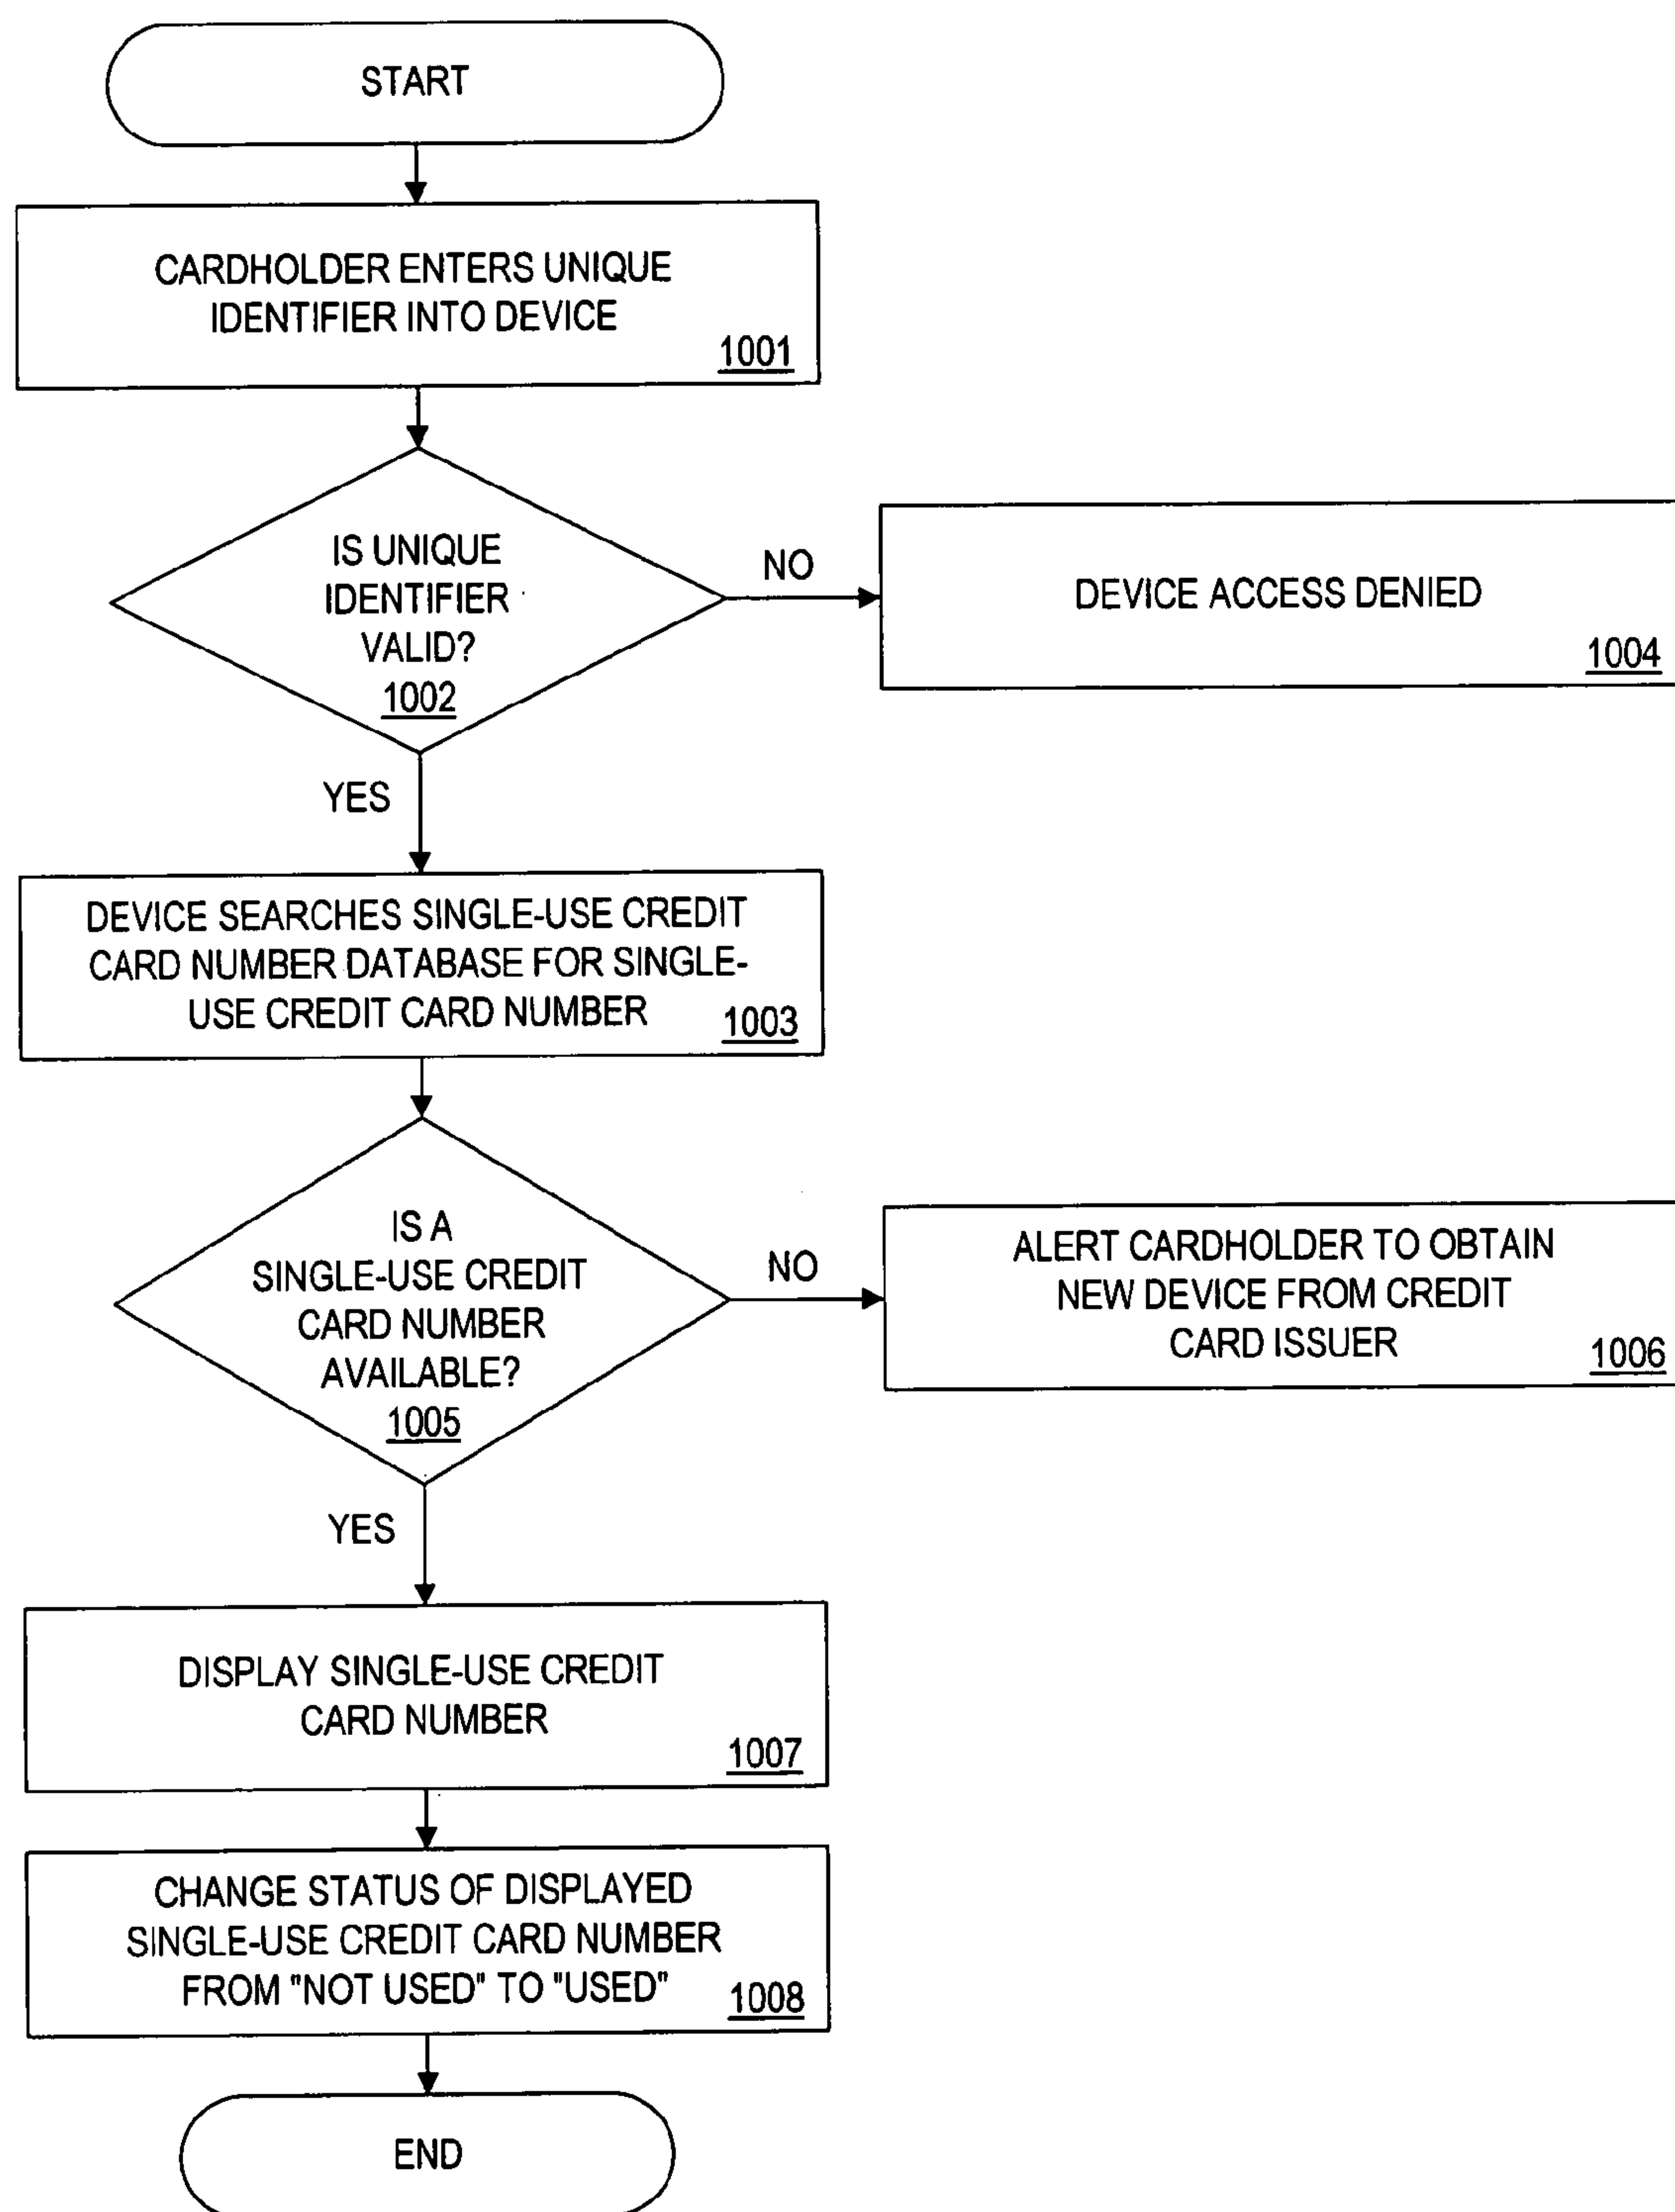 START
CARDHOLDER ENTERS UNIQUE
IDENTIFIER INTO DEVICE
1001
IS UNIQUE
IDENTIFIER
VALID?
1002
NO
DEVICE ACCESS DENIED
1004
YES
DEVICE SEARCHES SINGLE-USE CREDIT
CARD NUMBER DATABASE FOR SINGLE-
USE CREDIT CARD NUMBER
1003
IS A
SINGLE-USE CREDIT
CARD NUMBER
AVAILABLE?
1005
NO
ALERT CARDHOLDER TO OBTAIN
NEW DEVICE FROM CREDIT
CARD ISSUER
1006
YES
DISPLAY SINGLE-USE CREDIT
CARD NUMBER
1007
CHANGE STATUS OF DISPLAYED
SINGLE-USE CREDIT CARD NUMBER
FROM "NOT USED" TO "USED"
1008
END